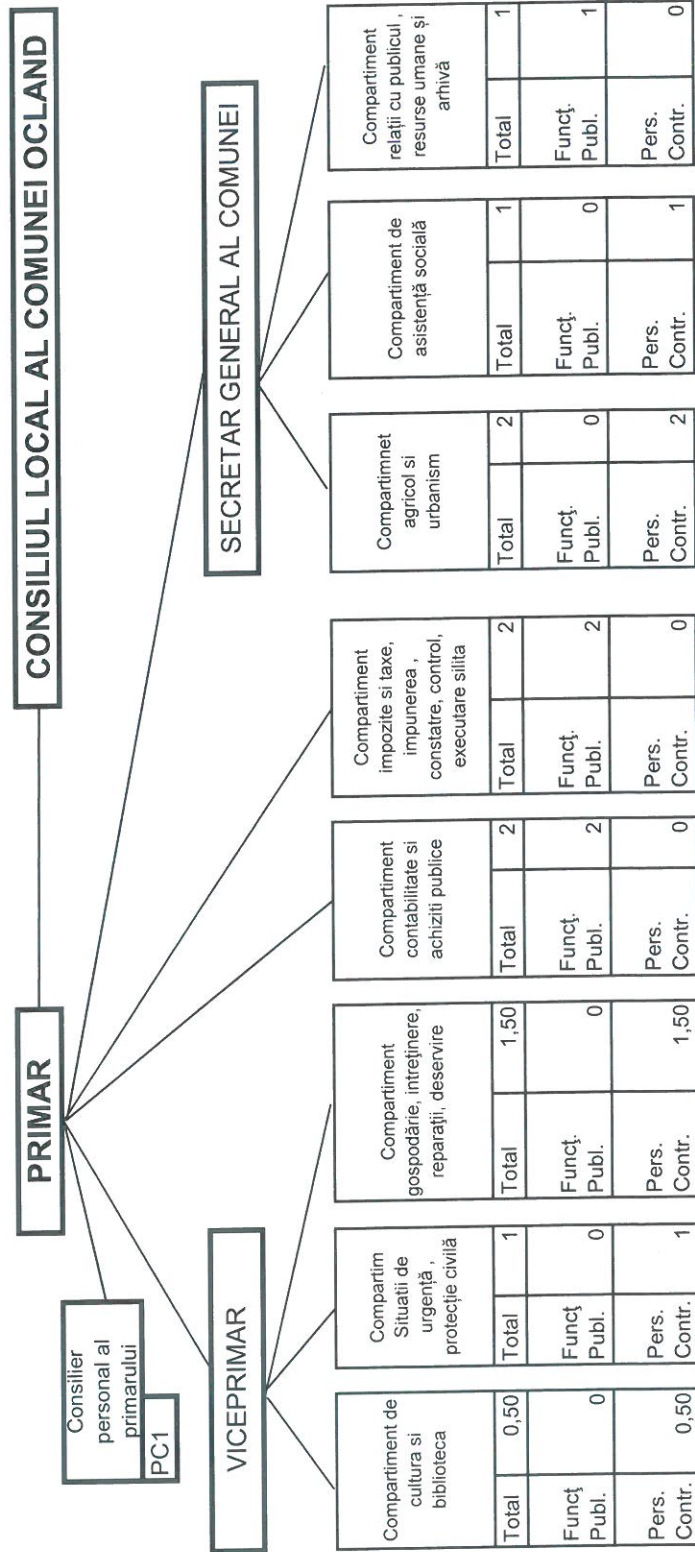 CONSILIUL LOCAL AL COMUNEI OCLAND
PRIMAR
Consilier
personal al
primarului
PC1
VICEPRIMAR
SECRETAR GENERAL AL COMUNEI
Compartiment de
cultura si
biblioteca
Total 0,50
Funcţ
Publ. 0
Pers.
Contr. 0,50
Compartim
Situatii de
urgență ,
protecție civilă
Total 1
Funcţ
Publ. 0
Pers.
Contr. 1
Compartiment
gospodărie, intreţinere,
reparaţii, deservire
Total 1,50
Funcţ.
Publ. 0
Pers.
Contr. 1,50
Compartiment
contabilitate si
achiziti publice
Total 2
Funcţ.
Publ. 2
Pers.
Contr. 0
Compartiment
impozite si taxe,
impunerea ,
constatre, control,
executare silita
Total 2
Funcţ.
Publ. 2
Pers.
Contr. 0
Compartimnet
agricol si
urbanism
Total 2
Funcţ.
Publ. 0
Pers.
Contr. 2
Compartiment de
asistență socială
Total 1
Funcţ.
Publ. 0
Pers.
Contr. 1
Compartiment
relații cu publicul ,
resurse umane și
arhivă
Total 1
Funcţ.
Publ. 1
Pers.
Contr. 0